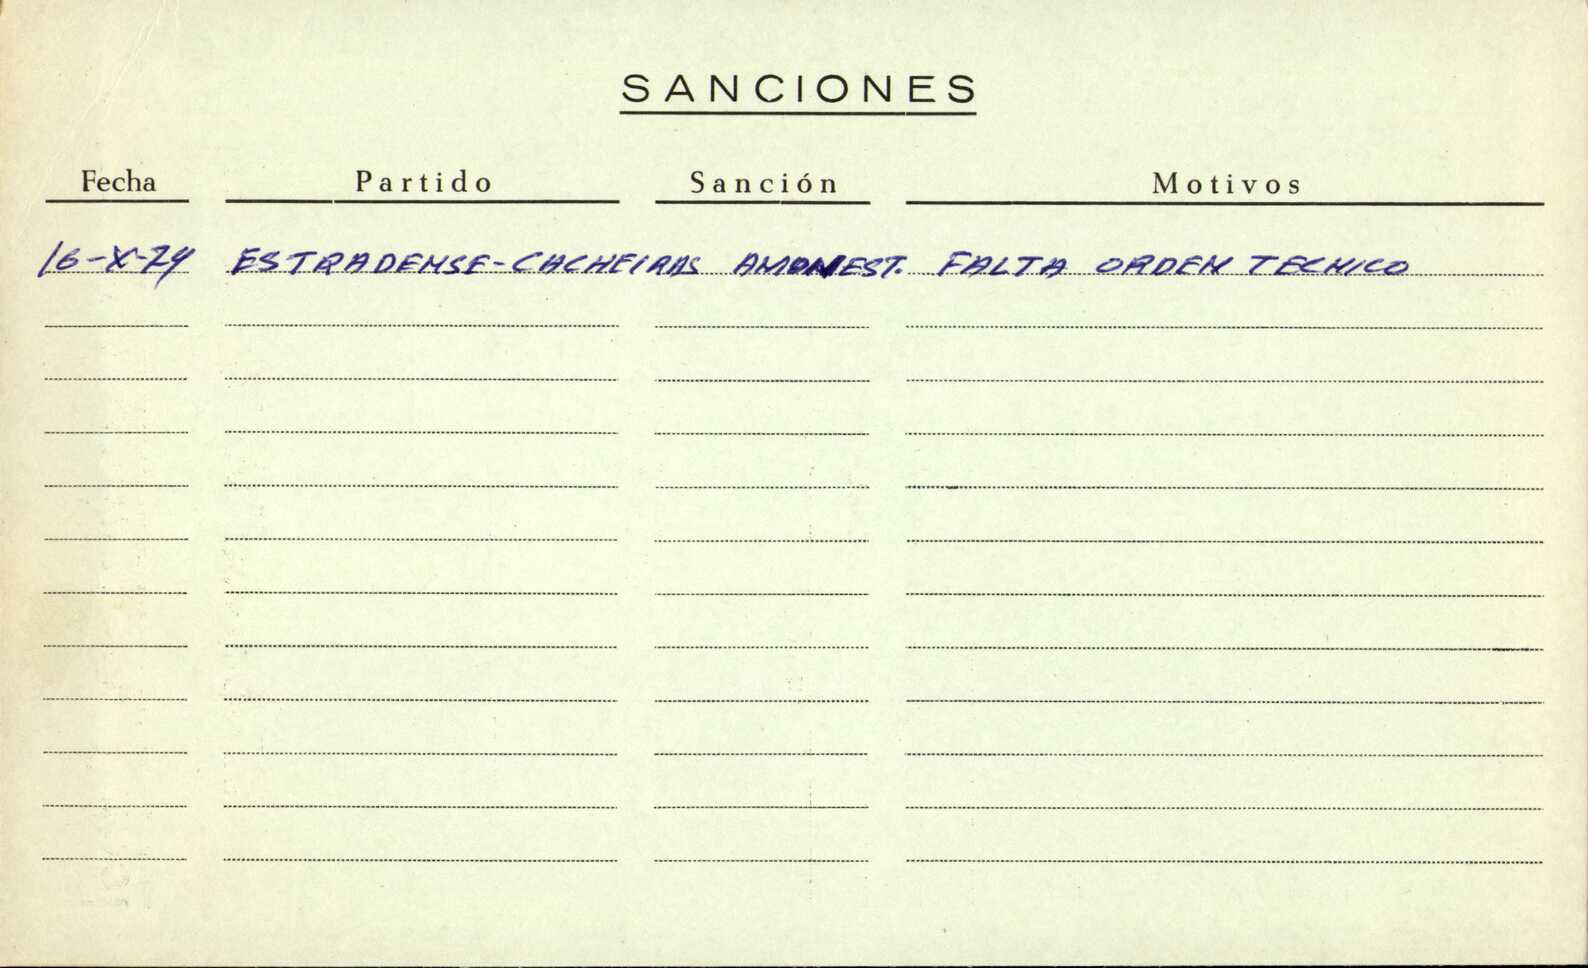 SANCIONES
Fecha Partido Sanción Motivos
16-X-74 ESTRADENSE-CACHEIRAS AMONEST. FALTA ORDEN TECNICO